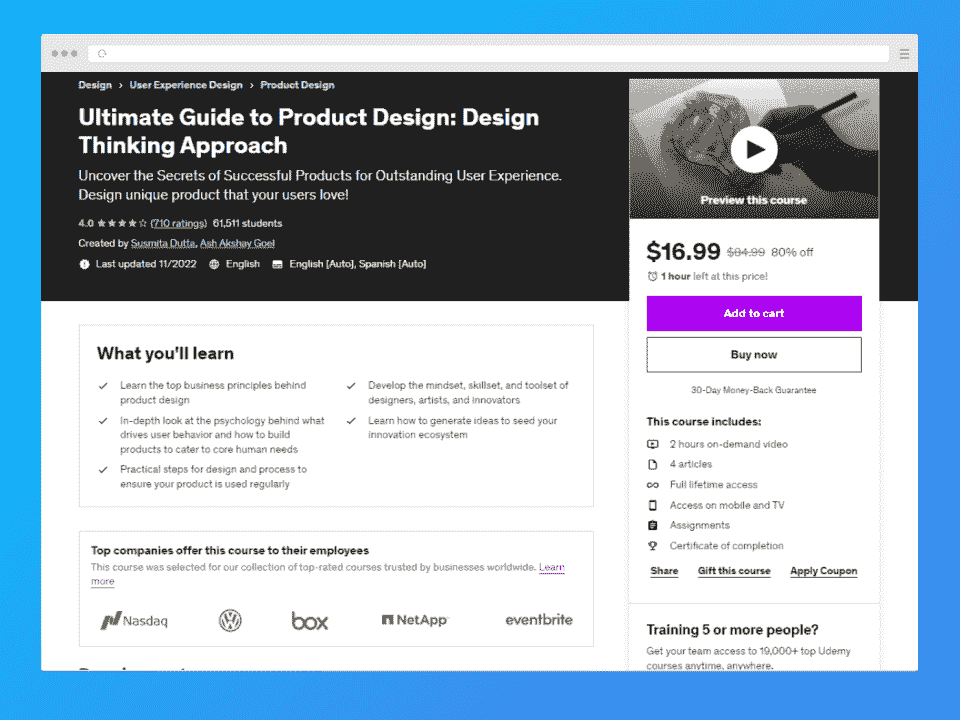 Design > User Experience Design > Product Design
Ultimate Guide to Product Design: Design
Thinking Approach
Uncover the Secrets of Successful Products for Outstanding User Experience.
Design unique product that your users love!
4.0 ★★★★☆ (710 ratings) 61,511 students
Created by Susmita Dutta, Ash Akshay Goel
Last updated 11/2022 English English [Auto], Spanish [Auto]
Preview this course
$16.99 $84.99 80% off
1 hour left at this price!
Add to cart
Buy now
30-Day Money-Back Guarantee
This course includes:
2 hours on-demand video
4 articles
Full lifetime access
Access on mobile and TV
Assignments
Certificate of completion
Share Gift this course Apply Coupon
Training 5 or more people?
Get your team access to 19,000+ top Udemy
courses anytime, anywhere.
What you'll learn
Learn the top business principles behind
product design
In-depth look at the psychology behind what
drives user behavior and how to build
products to cater to core human needs
Practical steps for design and process to
ensure your product is used regularly
Develop the mindset, skillset, and toolset of
designers, artists, and innovators
Learn how to generate ideas to seed your
innovation ecosystem
Top companies offer this course to their employees
This course was selected for our collection of top-rated courses trusted by businesses worldwide. Learn
more
Nasdaq box NetApp eventbrite